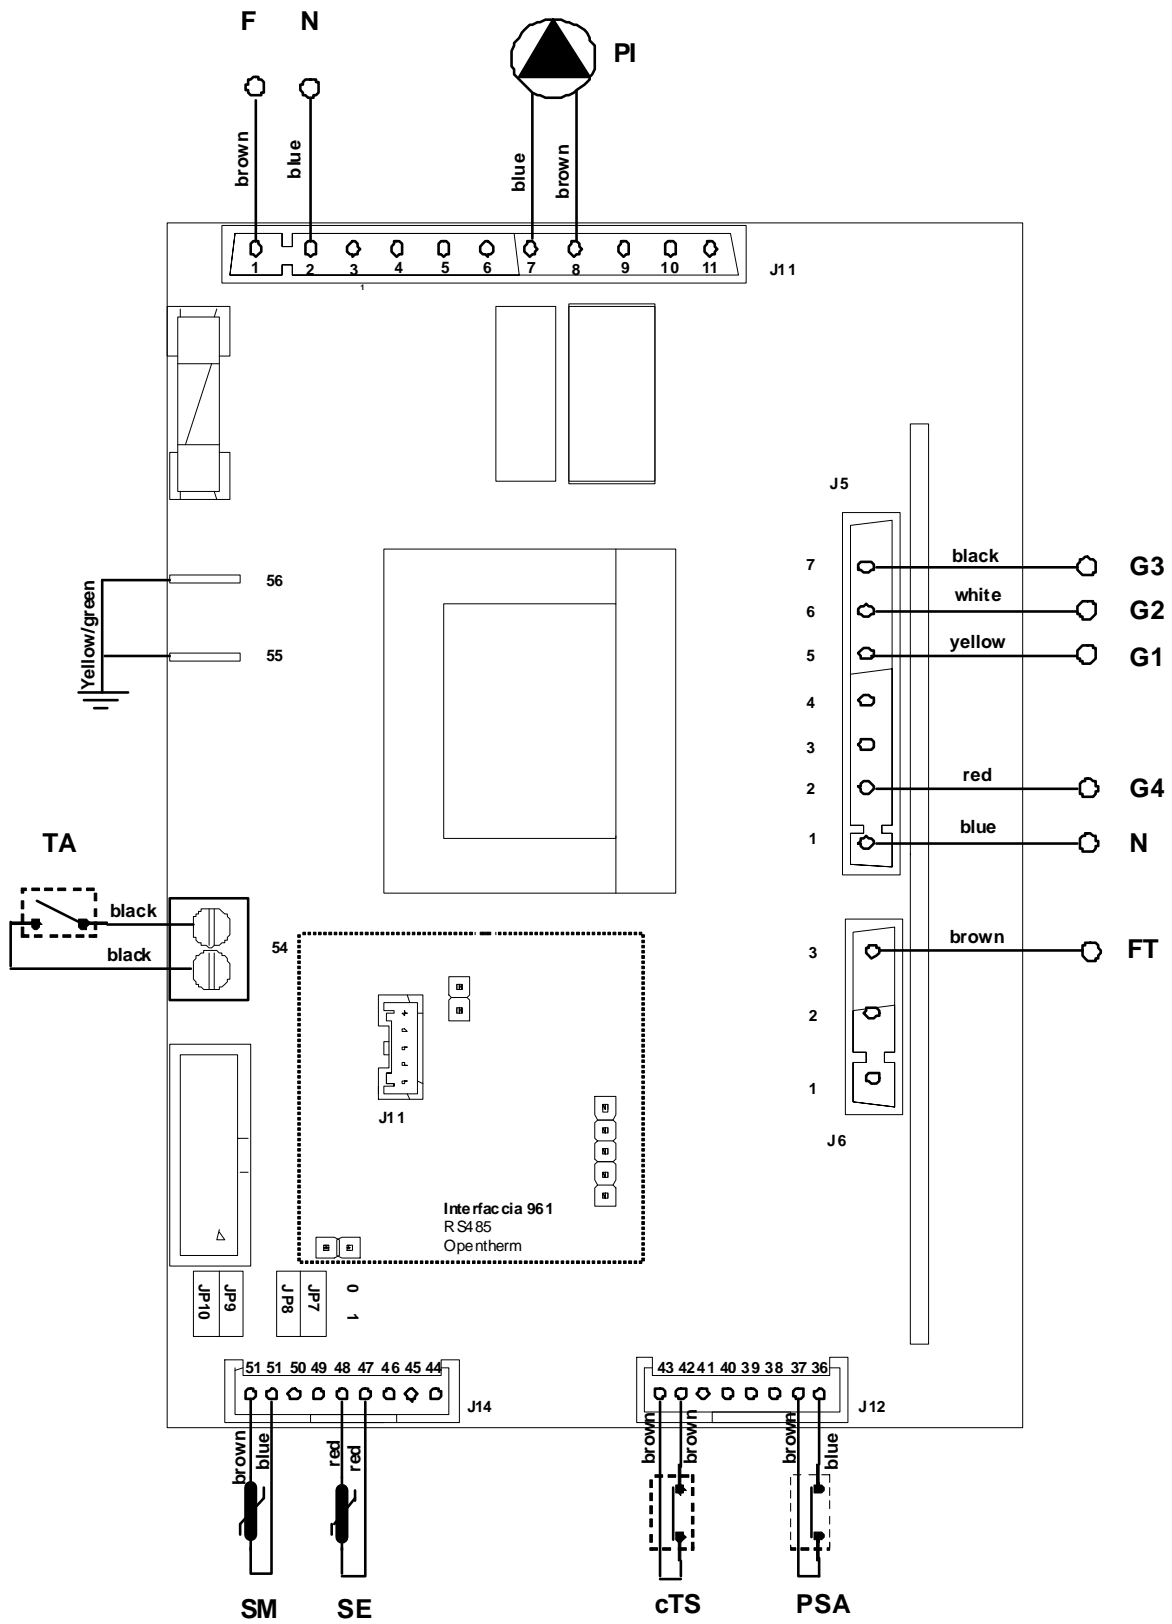 F N
PI
brown
blue
blue
brown
1 2 3 4 5 6 7 8 9 10 11
J11
1
J5
7 black G3
6 white G2
5 yellow G1
4
3
2 red G4
1 blue N
56
55
Yellow/green
TA
black
black
54
3 brown FT
2
1
J6
J11
Interfaccia 961
RS485
Opentherm
JP10
JP9
JP8
JP7
0
1
51 51 50 49 48 47 46 45 44
J14
43 42 41 40 39 38 37 36
J12
brown
blue
red
red
brown
brown
brown
blue
SM SE cTS PSA